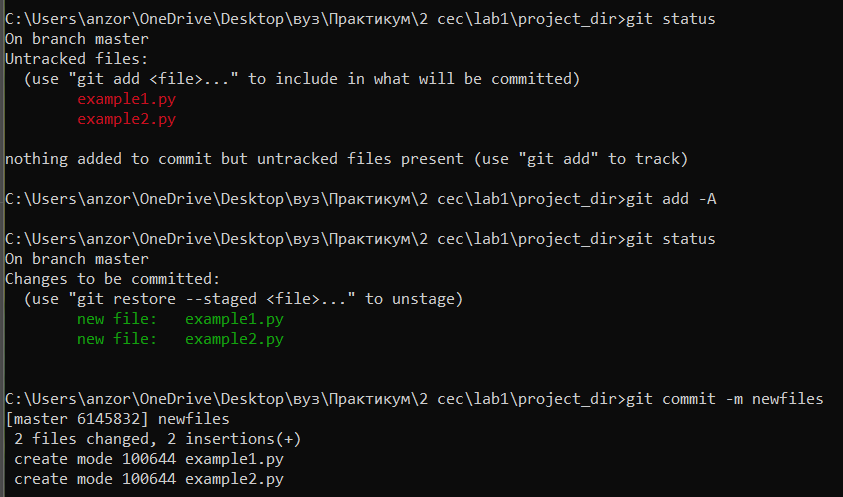 C:\Users\anzor\OneDrive\Desktop\вуз\Практикум\2 сес\lab1\project_dir>git status
On branch master
Untracked files:
  (use "git add <file>..." to include in what will be committed)
        example1.py
        example2.py

nothing added to commit but untracked files present (use "git add" to track)

C:\Users\anzor\OneDrive\Desktop\вуз\Практикум\2 сес\lab1\project_dir>git add -A

C:\Users\anzor\OneDrive\Desktop\вуз\Практикум\2 сес\lab1\project_dir>git status
On branch master
Changes to be committed:
  (use "git restore --staged <file>..." to unstage)
        new file:   example1.py
        new file:   example2.py


C:\Users\anzor\OneDrive\Desktop\вуз\Практикум\2 сес\lab1\project_dir>git commit -m newfiles
[master 6145832] newfiles
 2 files changed, 2 insertions(+)
 create mode 100644 example1.py
 create mode 100644 example2.py